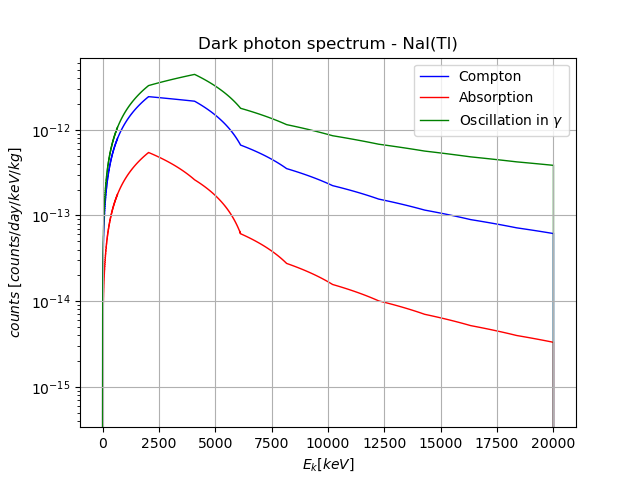 Dark photon spectrum - NaI(Tl)
Compton
Absorption
Oscillation in γ
counts [counts/day/keV/kg]
10⁻¹²
10⁻¹³
10⁻¹⁴
10⁻¹⁵
0 2500 5000 7500 10000 12500 15000 17500 20000
Eₖ[keV]